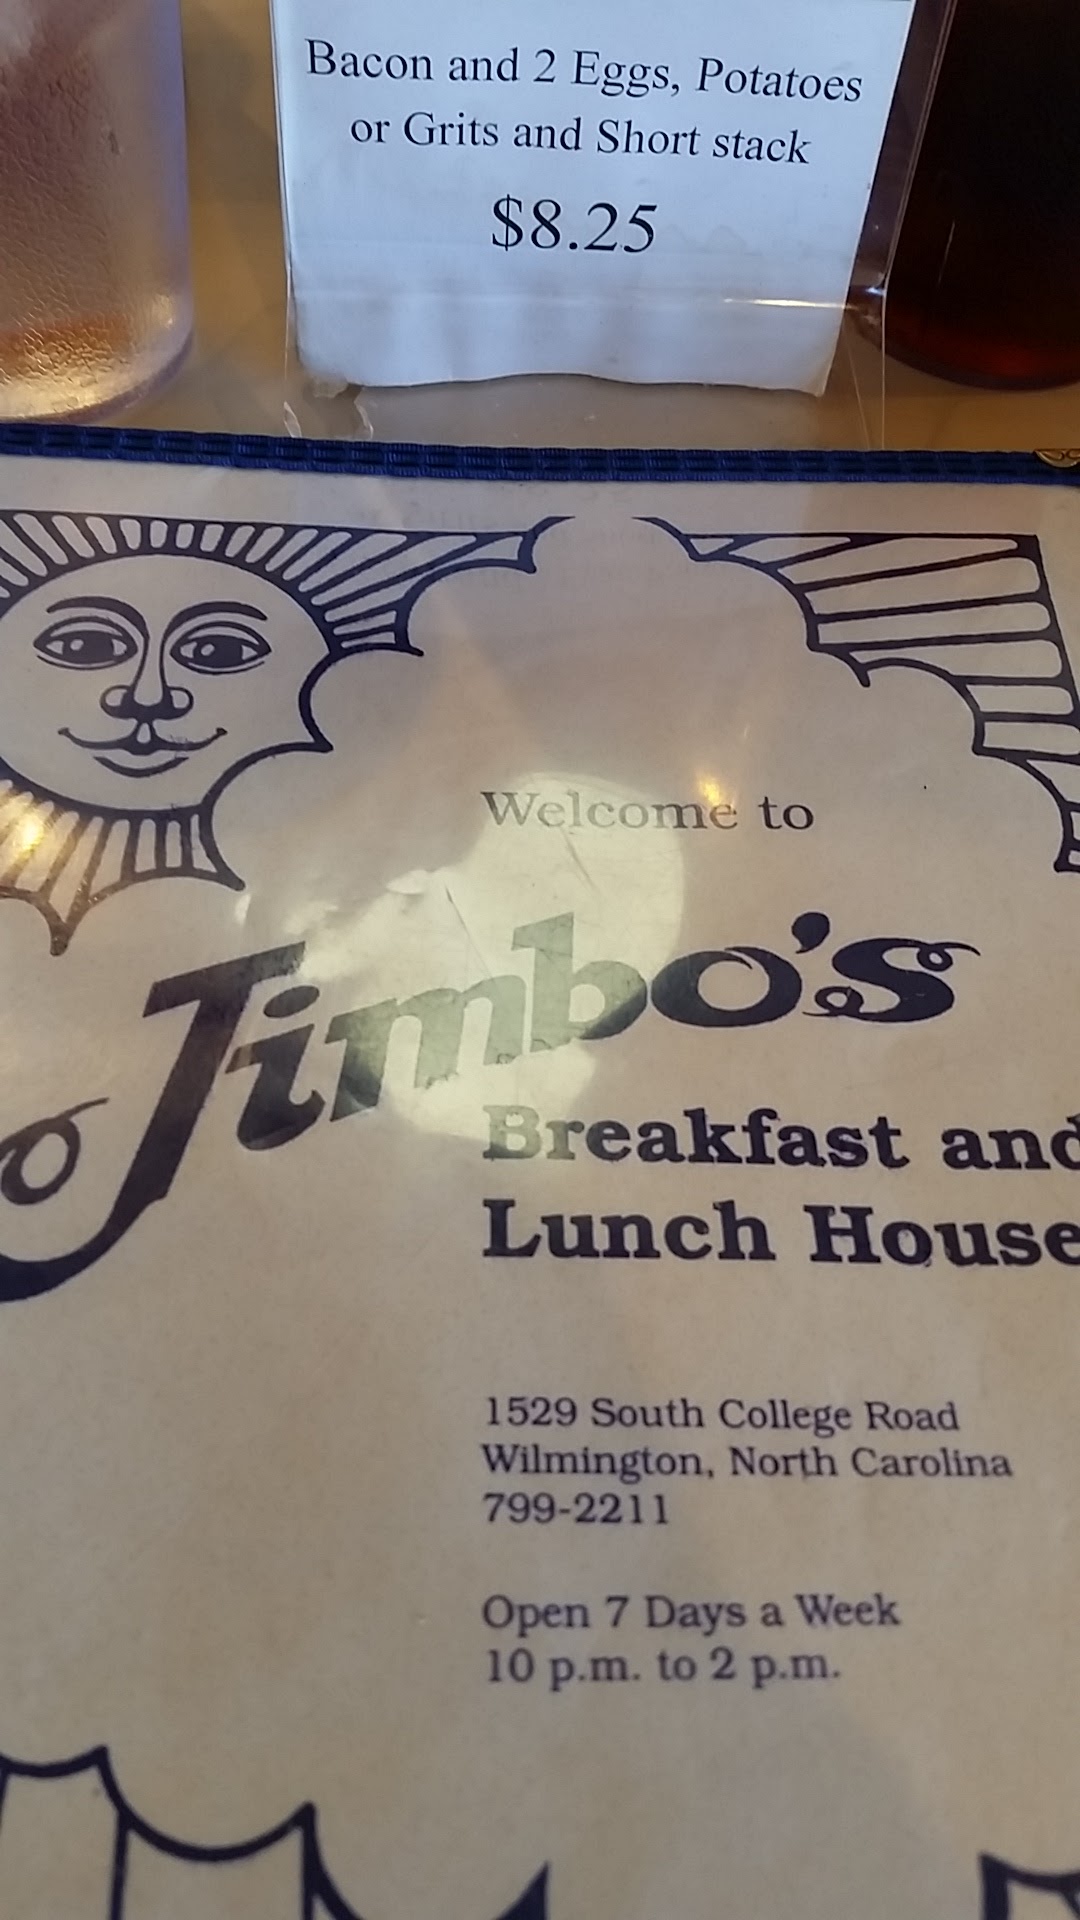 Bacon and 2 Eggs, Potatoes
or Grits and Short stack
$8.25
Welcome to
Jimbo's
Breakfast and
Lunch House
1529 South College Road
Wilmington, North Carolina
799-2211
Open 7 Days a Week
10 p.m. to 2 p.m.